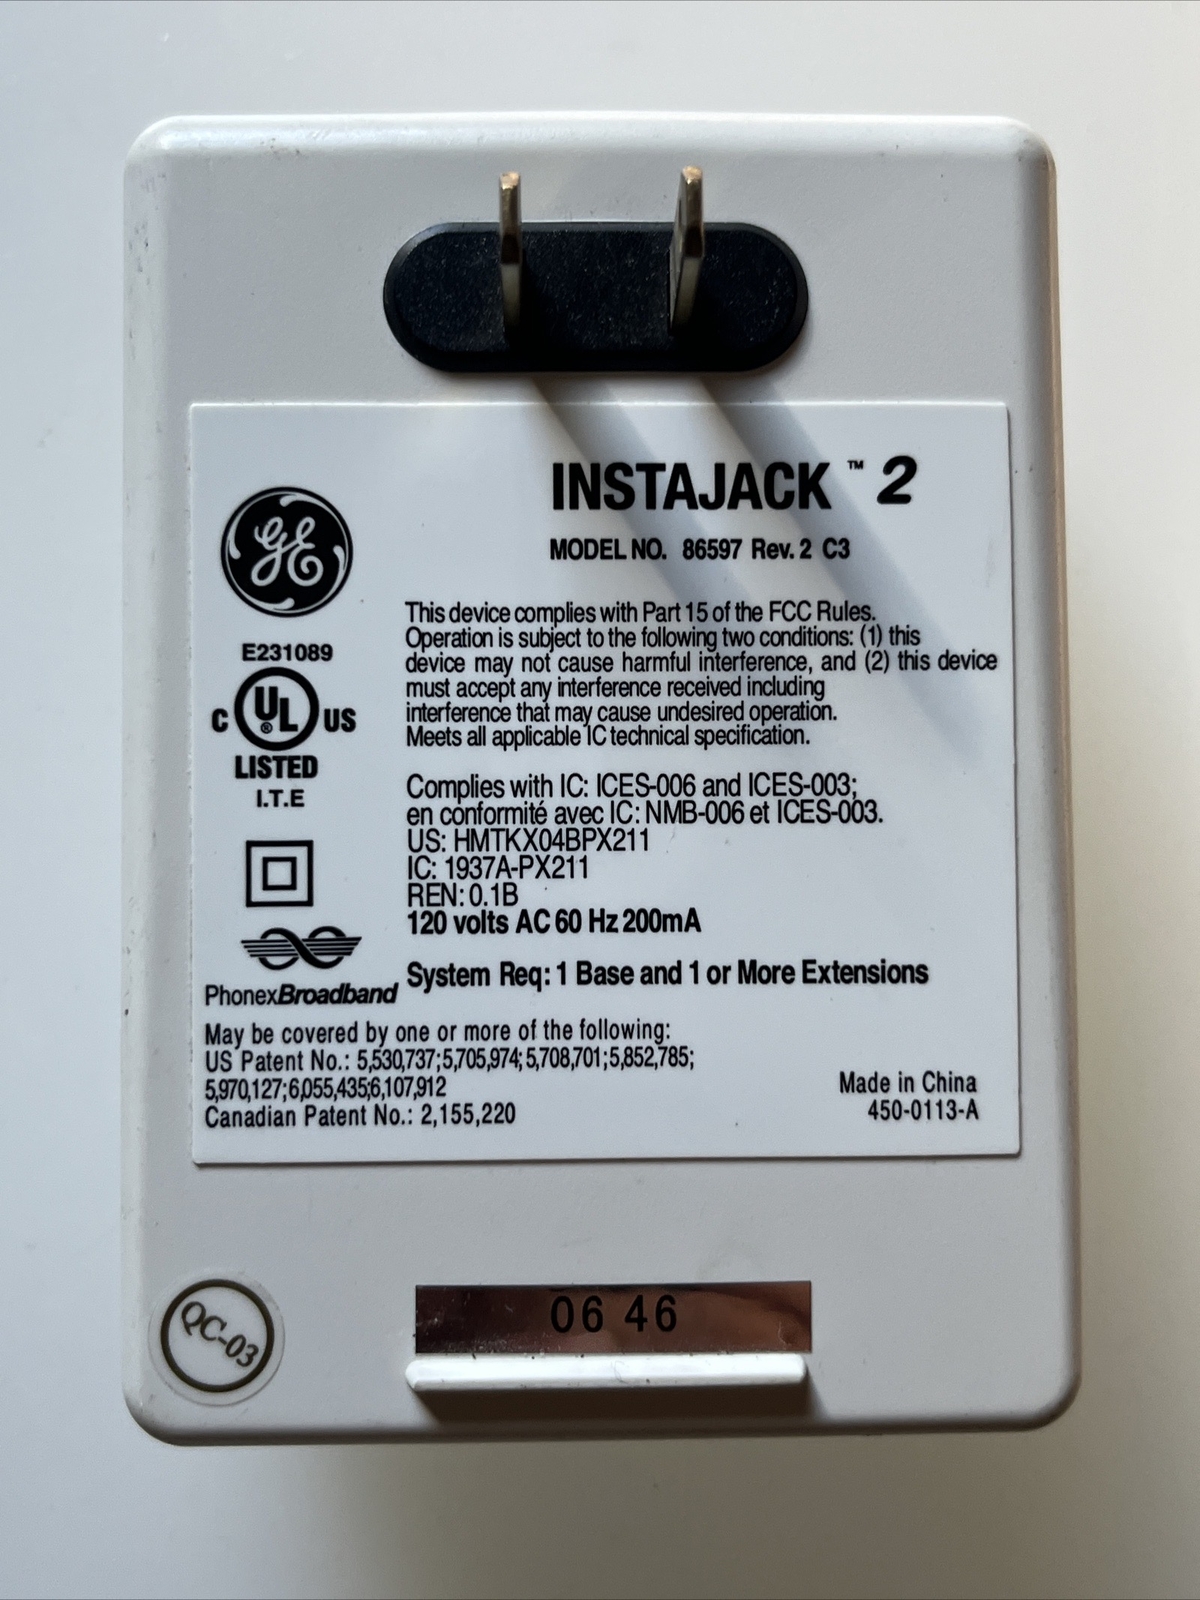 INSTAJACK ™ 2
MODEL NO. 86597 Rev. 2 C3
GE
E231089
C UL® US
LISTED
I.T.E
This device complies with Part 15 of the FCC Rules.
Operation is subject to the following two conditions: (1) this
device may not cause harmful interference, and (2) this device
must accept any interference received including
interference that may cause undesired operation.
Meets all applicable IC technical specification.
Complies with IC: ICES-006 and ICES-003;
en conformité avec IC: NMB-006 et ICES-003.
US: HMTKX04BPX211
IC: 1937A-PX211
REN: 0.1B
120 volts AC 60 Hz 200mA
System Req: 1 Base and 1 or More Extensions
PhonexBroadband
May be covered by one or more of the following:
US Patent No.: 5,530,737; 5,705,974; 5,708,701; 5,852,785;
5,970,127;6,055,435;6,107,912
Canadian Patent No.: 2,155,220
Made in China
450-0113-A
06 46
QC-03